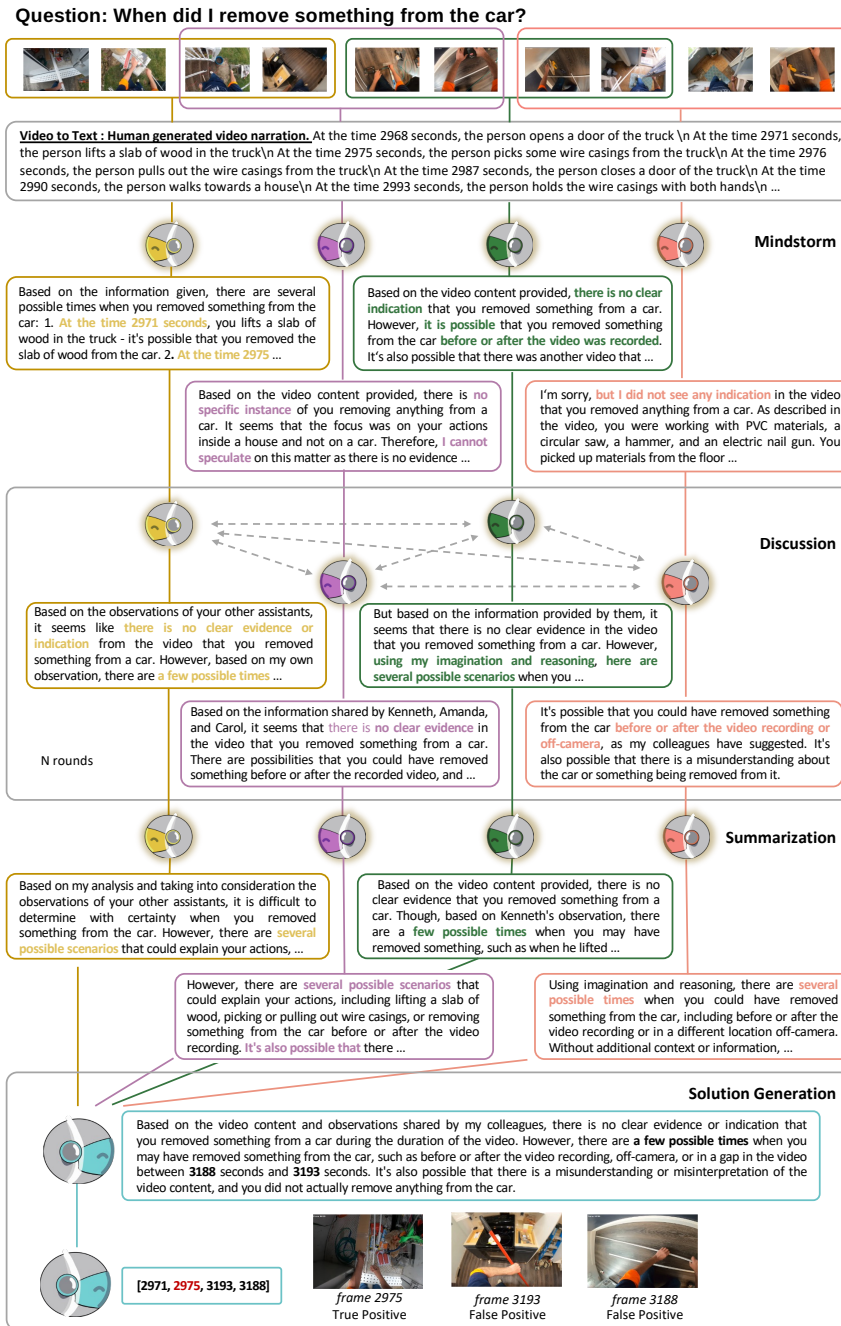 Question: When did I remove something from the car?
Video to Text : Human generated video narration. At the time 2968 seconds, the person opens a door of the truck \n At the time 2971 seconds,
the person lifts a slab of wood in the truck\n At the time 2975 seconds, the person picks some wire casings from the truck\n At the time 2976
seconds, the person pulls out the wire casings from the truck\n At the time 2987 seconds, the person closes a door of the truck\n At the time
2990 seconds, the person walks towards a house\n At the time 2993 seconds, the person holds the wire casings with both hands\n ...
Mindstorm
Based on the information given, there are several
possible times when you removed something from the
car: 1. At the time 2971 seconds, you lifts a slab of
wood in the truck - it's possible that you removed the
slab of wood from the car. 2. At the time 2975 ...
Based on the video content provided, there is no clear
indication that you removed something from a car.
However, it is possible that you removed something
from the car before or after the video was recorded.
It's also possible that there was another video that ...
Based on the video content provided, there is no
specific instance of you removing anything from a
car. It seems that the focus was on your actions
inside a house and not on a car. Therefore, I cannot
speculate on this matter as there is no evidence ...
I'm sorry, but I did not see any indication in the video
that you removed anything from a car. As described in
the video, you were working with PVC materials, a
circular saw, a hammer, and an electric nail gun. You
picked up materials from the floor ...
Discussion
Based on the observations of your other assistants,
it seems like there is no clear evidence or
indication from the video that you removed
something from a car. However, based on my own
observation, there are a few possible times ...
But based on the information provided by them, it
seems that there is no clear evidence in the video
that you removed something from a car. However,
using my imagination and reasoning, here are
several possible scenarios when you ...
Based on the information shared by Kenneth, Amanda,
and Carol, it seems that there is no clear evidence in
the video that you removed something from a car.
There are possibilities that you could have removed
something before or after the recorded video, and ...
It's possible that you could have removed something
from the car before or after the video recording or
off-camera, as my colleagues have suggested. It's
also possible that there is a misunderstanding about
the car or something being removed from it.
N rounds
Summarization
Based on my analysis and taking into consideration the
observations of your other assistants, it is difficult to
determine with certainty when you removed
something from the car. However, there are several
possible scenarios that could explain your actions, ...
Based on the video content provided, there is no
clear evidence that you removed something from a
car. Though, based on Kenneth's observation, there
are a few possible times when you may have
removed something, such as when he lifted ...
However, there are several possible scenarios that
could explain your actions, including lifting a slab of
wood, picking or pulling out wire casings, or removing
something from the car before or after the video
recording. It's also possible that there ...
Using imagination and reasoning, there are several
possible times when you could have removed
something from the car, including before or after the
video recording or in a different location off-camera.
Without additional context or information, ...
Solution Generation
Based on the video content and observations shared by my colleagues, there is no clear evidence or indication that
you removed something from a car during the duration of the video. However, there are a few possible times when you
may have removed something from the car, such as before or after the video recording, off-camera, or in a gap in the video
between 3188 seconds and 3193 seconds. It's also possible that there is a misunderstanding or misinterpretation of the
video content, and you did not actually remove anything from the car.
[2971, 2975, 3193, 3188]
frame 2975
True Positive
frame 3193
False Positive
frame 3188
False Positive